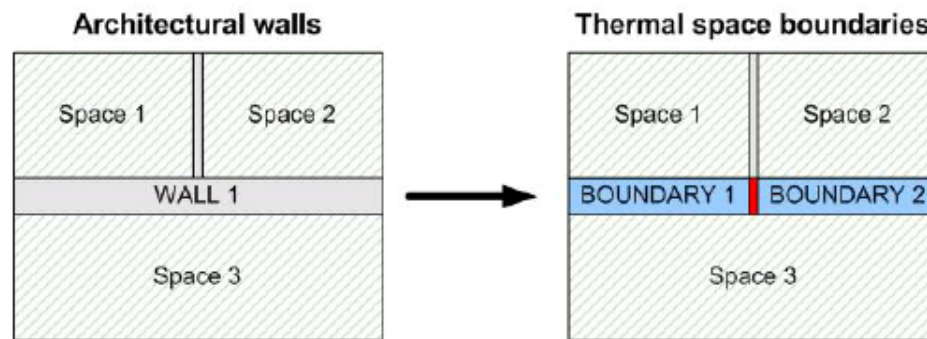 Architectural walls
Thermal space boundaries
Space 1
Space 2
Space 1
Space 2
WALL 1
BOUNDARY 1
BOUNDARY 2
Space 3
Space 3